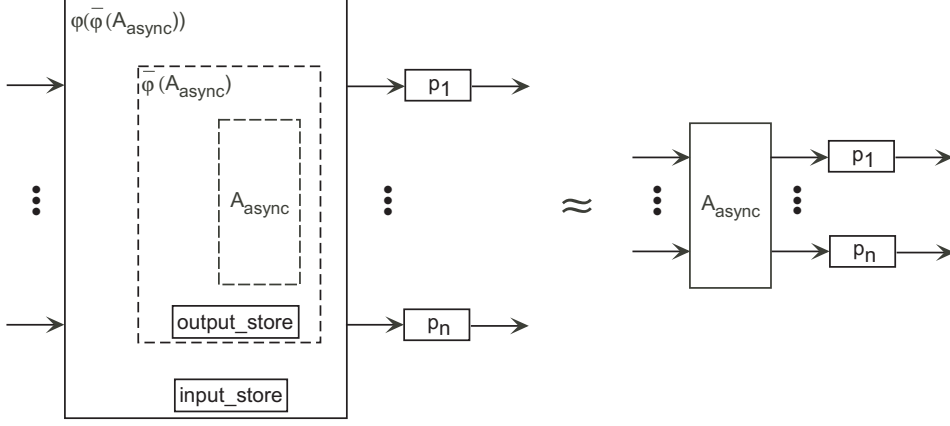 φ(φ̅(A_async))
φ̅(A_async)
p_1
A_async
output_store
p_n
input_store
≈
A_async
p_1
p_n